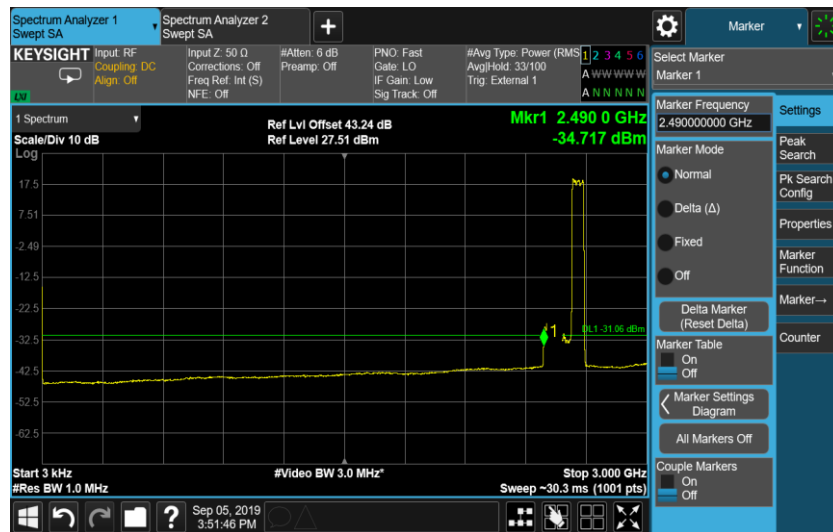 Spectrum Analyzer 1
Swept SA
Spectrum Analyzer 2
Swept SA
Marker
KEYSIGHT
LXI
Input: RF
Coupling: DC
Align: Off
Input Z: 50 Ω
Corrections: Off
Freq Ref: Int (S)
NFE: Off
#Atten: 6 dB
Preamp: Off
PNO: Fast
Gate: LO
IF Gain: Low
Sig Track: Off
#Avg Type: Power (RMS
Avg|Hold: 33/100
Trig: External 1
1 2 3 4 5 6
A W W W W W
A N N N N N
Select Marker
Marker 1
1 Spectrum
Scale/Div 10 dB
Log
Ref Lvl Offset 43.24 dB
Ref Level 27.51 dBm
Mkr1 2.490 0 GHz
-34.717 dBm
17.5
7.51
-2.49
-12.5
-22.5
-32.5
-42.5
-52.5
-62.5
1
DL1 -31.06 dBm
Start 3 kHz
#Res BW 1.0 MHz
#Video BW 3.0 MHz*
Stop 3.000 GHz
Sweep ~30.3 ms (1001 pts)
Marker Frequency
2.490000000 GHz
Marker Mode
Normal
Delta (Δ)
Fixed
Off
Delta Marker
(Reset Delta)
Marker Table
On
Off
Marker Settings
Diagram
All Markers Off
Couple Markers
On
Off
Settings
Peak
Search
Pk Search
Config
Properties
Marker
Function
Marker→
Counter
Sep 05, 2019
3:51:46 PM